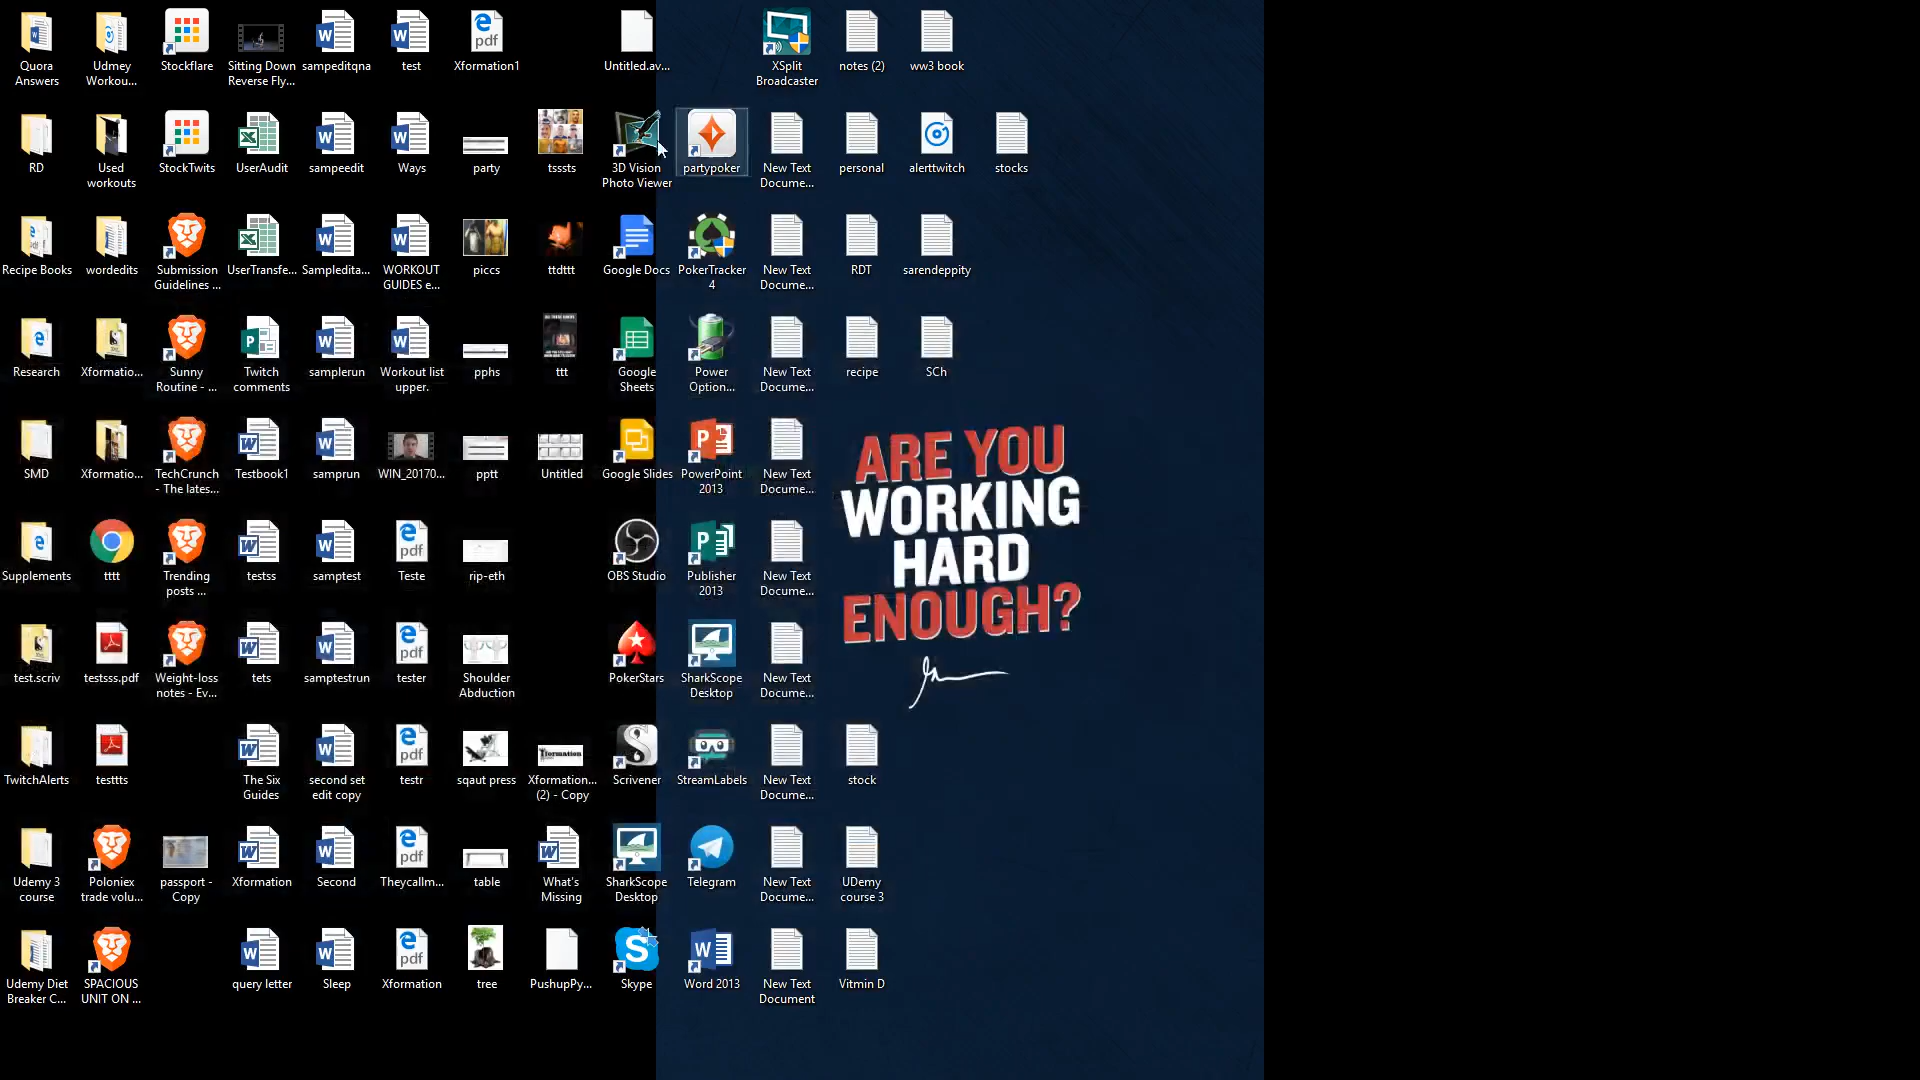 Quora
Answers
Udmey
Workou...
Stockflare
Sitting Down
Reverse Fly...
sampeditqna
test
Xformation1
Untitled.av...
XSplit
Broadcaster
notes (2)
ww3 book
RD
Used
workouts
StockTwits
UserAudit
sampeedit
Ways
party
tsssts
3D Vision
Photo Viewer
partypoker
New Text
Docume...
personal
alerttwitch
stocks
Recipe Books
wordedits
Submission
Guidelines ...
UserTransfe...
Sampledita...
WORKOUT
GUIDES e...
piccs
ttdttt
Google Docs
PokerTracker
4
New Text
Docume...
RDT
sarendeppity
Research
Xformatio...
Sunny
Routine - ...
Twitch
comments
samplerun
Workout list
upper.
pphs
ttt
Google
Sheets
Power
Option...
New Text
Docume...
recipe
SCh
SMD
Xformatio...
TechCrunch
- The lates...
Testbook1
samprun
WIN_20170...
pptt
Untitled
Google Slides
PowerPoint
2013
New Text
Docume...
Supplements
tttt
Trending
posts ...
testss
samptest
Teste
rip-eth
OBS Studio
Publisher
2013
New Text
Docume...
test.scriv
testsss.pdf
Weight-loss
notes - Ev...
tets
samptestrun
tester
Shoulder
Abduction
PokerStars
SharkScope
Desktop
New Text
Docume...
TwitchAlerts
testtts
The Six
Guides
second set
edit copy
testr
sqaut press
Xformation...
(2) - Copy
Scrivener
StreamLabels
New Text
Docume...
stock
Udemy 3
course
Poloniex
trade volu...
passport -
Copy
Xformation
Second
Theycallm...
table
What's
Missing
SharkScope
Desktop
Telegram
New Text
Docume...
UDemy
course 3
Udemy Diet
Breaker C...
SPACIOUS
UNIT ON ...
query letter
Sleep
Xformation
tree
PushupPy...
Skype
Word 2013
New Text
Document
Vitmin D
ARE YOU
WORKING
HARD
ENOUGH?